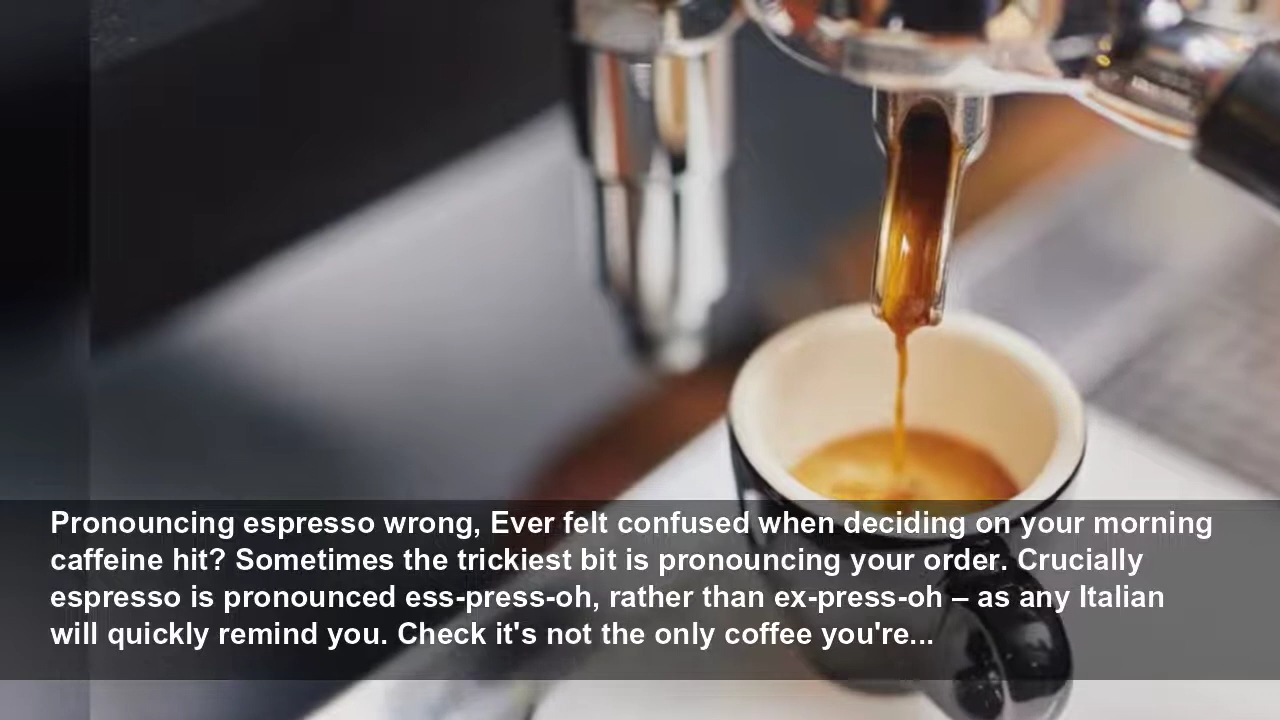 Pronouncing espresso wrong, Ever felt confused when deciding on your morning
caffeine hit? Sometimes the trickiest bit is pronouncing your order. Crucially
espresso is pronounced ess-press-oh, rather than ex-press-oh – as any Italian
will quickly remind you. Check it's not the only coffee you're...